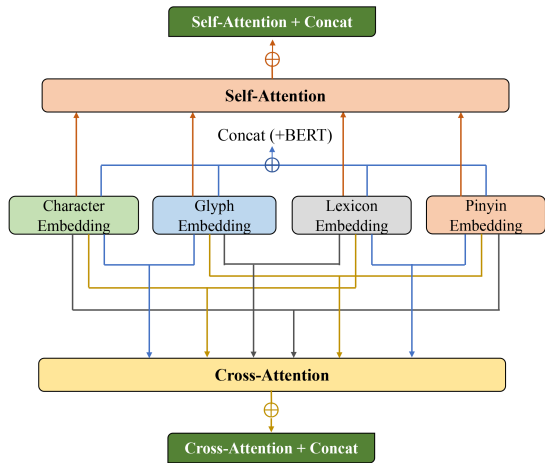 Self-Attention + Concat
Self-Attention
Concat (+BERT)
Character
Embedding
Glyph
Embedding
Lexicon
Embedding
Pinyin
Embedding
Cross-Attention
Cross-Attention + Concat